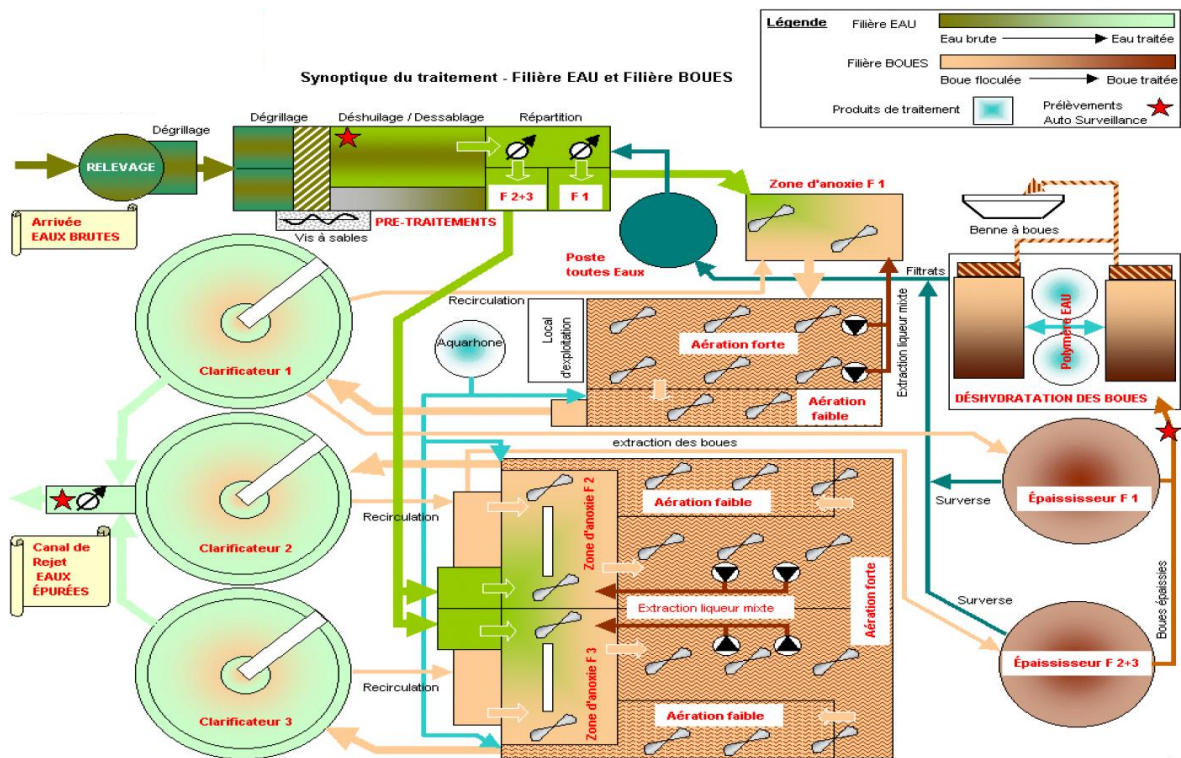 Légende
Filière EAU
Eau brute
Eau traitée
Filière BOUES
Boue floculée
Boue traitée
Produits de traitement
Prélèvements
Auto Surveillance
Synoptique du traitement - Filière EAU et Filière BOUES
Dégrillage
Dégrillage
Déshuilage / Dessablage
Répartition
RELEVAGE
F 2+3
F 1
Zone d'anoxie F 1
Arrivée
EAUX BRUTES
Vis à sables
PRE-TRAITEMENTS
Poste
toutes Eaux
Benne à boues
Filtrats
Recirculation
Extraction liqueur mixte
Local
d'exploitation
Aération forte
Aquarhone
Polymère EAU
Clarificateur 1
Aération faible
DÉSHYDRATATION DES BOUES
extraction des boues
Aération faible
Zone d'anoxie F 2
Surverse
Épaississeur F 1
Clarificateur 2
Recirculation
Canal de
Rejet
EAUX
ÉPURÉES
Extraction liqueur mixte
Aération forte
Surverse
Boues épaissies
Épaississeur F 2+3
Zone d'anoxie F 3
Recirculation
Clarificateur 3
Aération faible